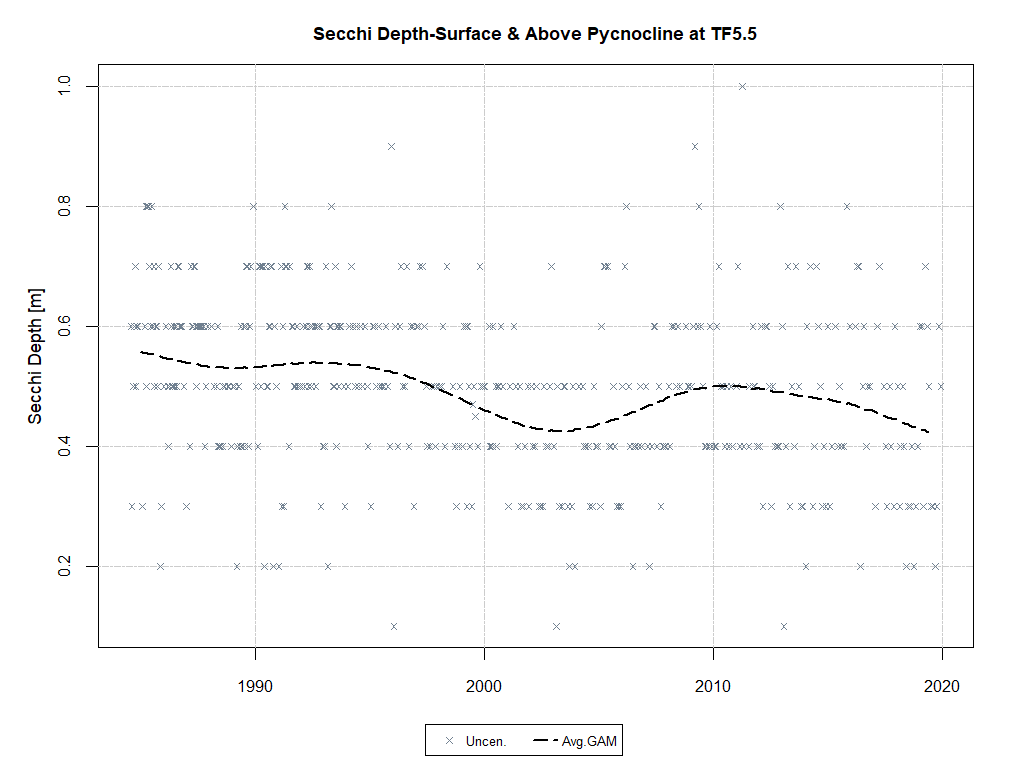 Secchi Depth-Surface & Above Pycnocline at TF5.5
Secchi Depth [m]
1.0
0.8
0.6
0.4
0.2
1990 2000 2010 2020
Uncen. Avg.GAM